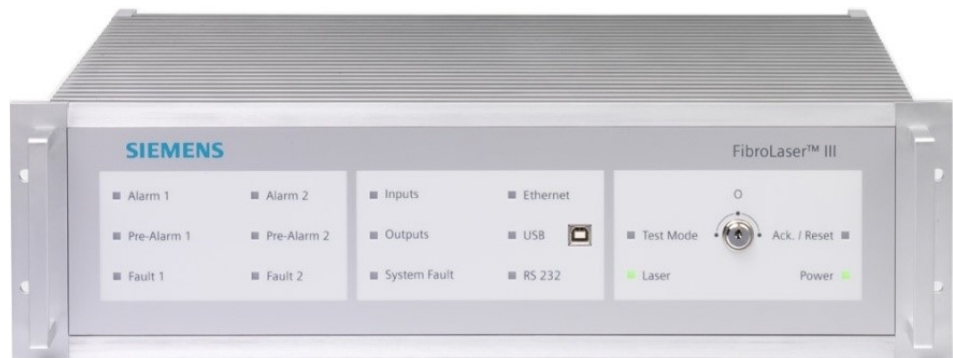 SIEMENS
FibroLaser™ III
Alarm 1
Alarm 2
Pre-Alarm 1
Pre-Alarm 2
Fault 1
Fault 2
Inputs
Ethernet
Outputs
USB
System Fault
RS 232
O
Test Mode
Ack. / Reset
Laser
Power